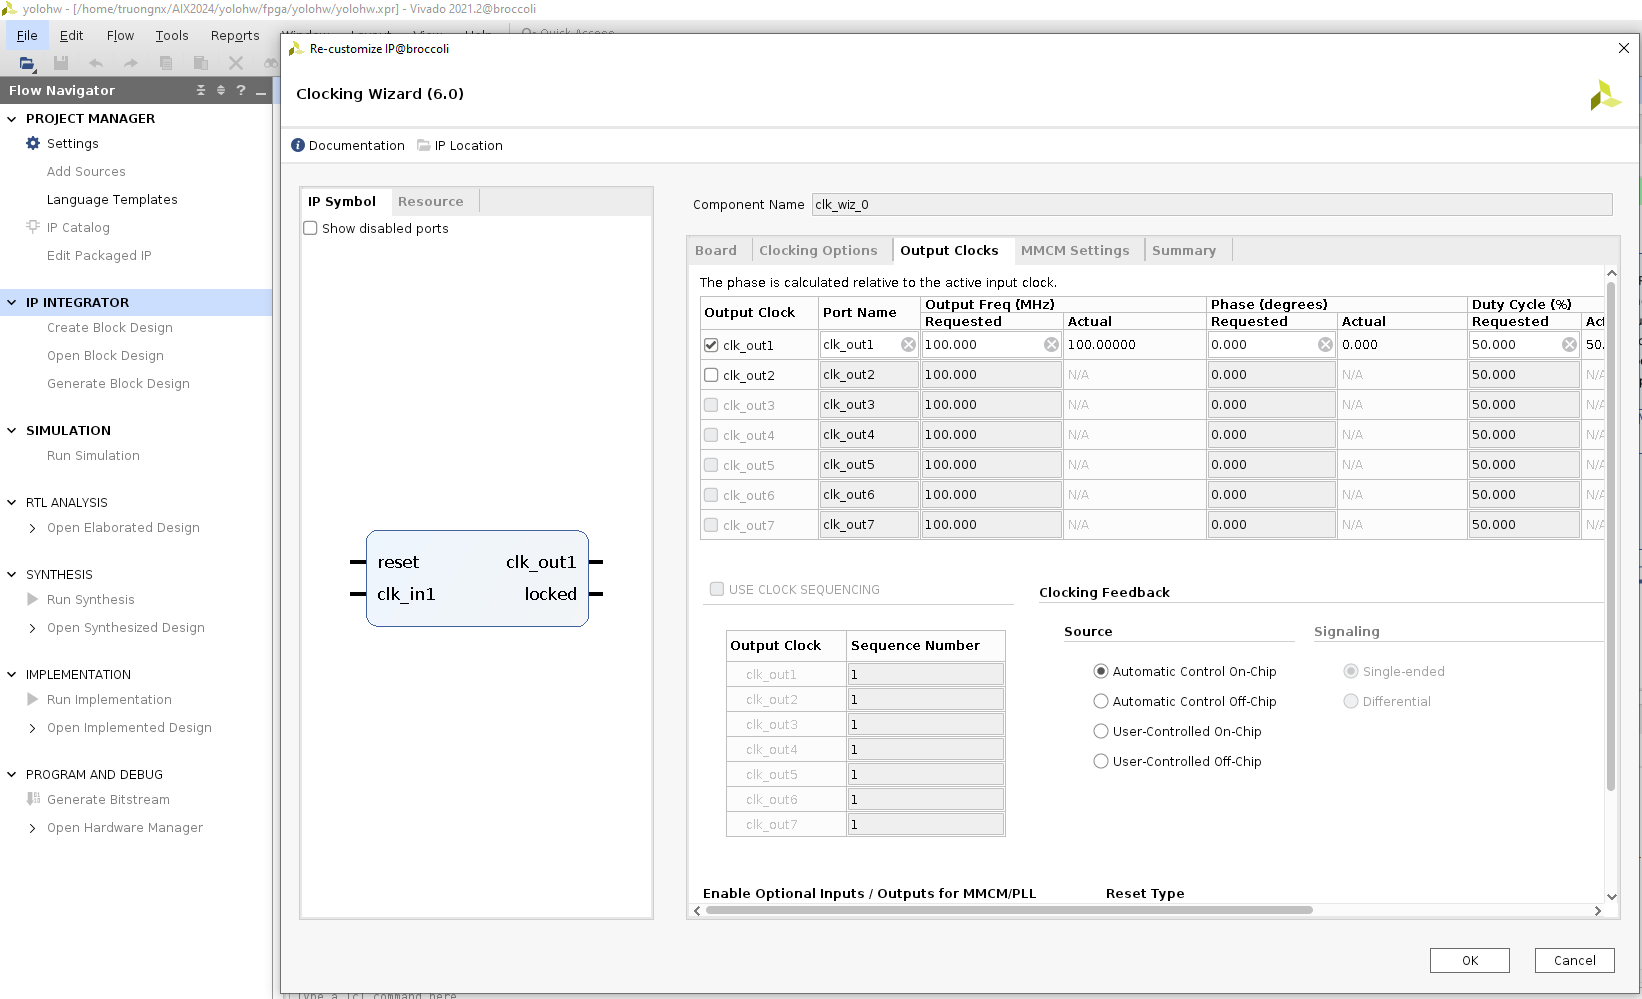 yolohw - [/home/truongnx/AIX2024/yolohw/fpga/yolohw/yolohw.xpr] - Vivado 2021.2@broccoli
File Edit Flow Tools Reports Window Layout View Help Quick Access
Re-customize IP@broccoli
Flow Navigator
Clocking Wizard (6.0)
Documentation IP Location
PROJECT MANAGER
Settings
Add Sources
Language Templates
IP Catalog
Edit Packaged IP
IP INTEGRATOR
Create Block Design
Open Block Design
Generate Block Design
SIMULATION
Run Simulation
RTL ANALYSIS
Open Elaborated Design
SYNTHESIS
Run Synthesis
Open Synthesized Design
IMPLEMENTATION
Run Implementation
Open Implemented Design
PROGRAM AND DEBUG
Generate Bitstream
Open Hardware Manager
IP Symbol Resource
Show disabled ports
reset clk_out1
clk_in1 locked
Component Name clk_wiz_0
Board Clocking Options Output Clocks MMCM Settings Summary
The phase is calculated relative to the active input clock.
Output Clock Port Name Output Freq (MHz) Phase (degrees) Duty Cycle (%)
Requested Actual Requested Actual Requested Act
clk_out1 clk_out1 100.000 100.00000 0.000 0.000 50.000 50.
clk_out2 clk_out2 100.000 N/A 0.000 N/A 50.000 N/A
clk_out3 clk_out3 100.000 N/A 0.000 N/A 50.000 N/A
clk_out4 clk_out4 100.000 N/A 0.000 N/A 50.000 N/A
clk_out5 clk_out5 100.000 N/A 0.000 N/A 50.000 N/A
clk_out6 clk_out6 100.000 N/A 0.000 N/A 50.000 N/A
clk_out7 clk_out7 100.000 N/A 0.000 N/A 50.000 N/A
USE CLOCK SEQUENCING
Output Clock Sequence Number
clk_out1 1
clk_out2 1
clk_out3 1
clk_out4 1
clk_out5 1
clk_out6 1
clk_out7 1
Clocking Feedback
Source Signaling
Automatic Control On-Chip Single-ended
Automatic Control Off-Chip Differential
User-Controlled On-Chip
User-Controlled Off-Chip
Enable Optional Inputs / Outputs for MMCM/PLL Reset Type
OK Cancel
Type a Tcl command here